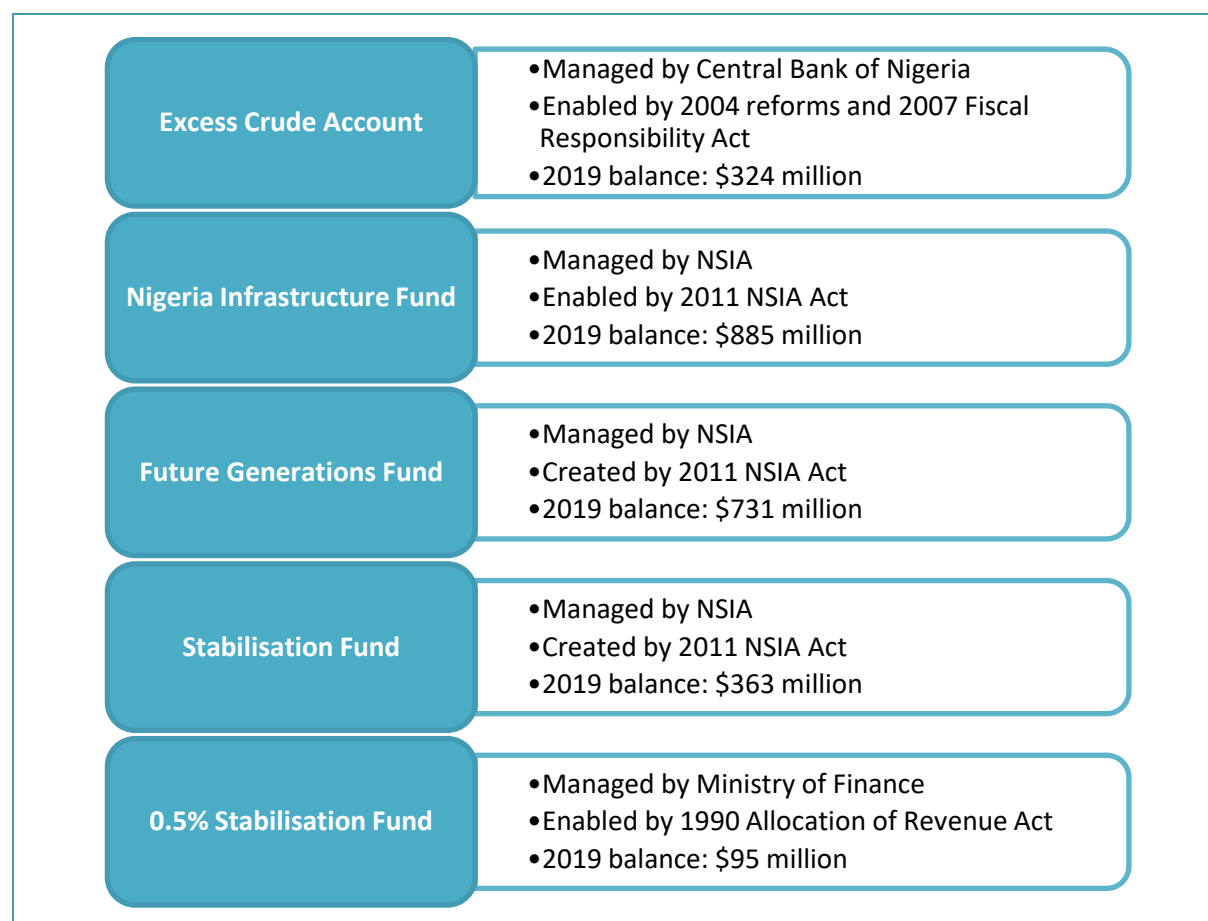 Excess Crude Account
•Managed by Central Bank of Nigeria
•Enabled by 2004 reforms and 2007 Fiscal
Responsibility Act
•2019 balance: $324 million
Nigeria Infrastructure Fund
•Managed by NSIA
•Enabled by 2011 NSIA Act
•2019 balance: $885 million
Future Generations Fund
•Managed by NSIA
•Created by 2011 NSIA Act
•2019 balance: $731 million
Stabilisation Fund
•Managed by NSIA
•Created by 2011 NSIA Act
•2019 balance: $363 million
0.5% Stabilisation Fund
•Managed by Ministry of Finance
•Enabled by 1990 Allocation of Revenue Act
•2019 balance: $95 million